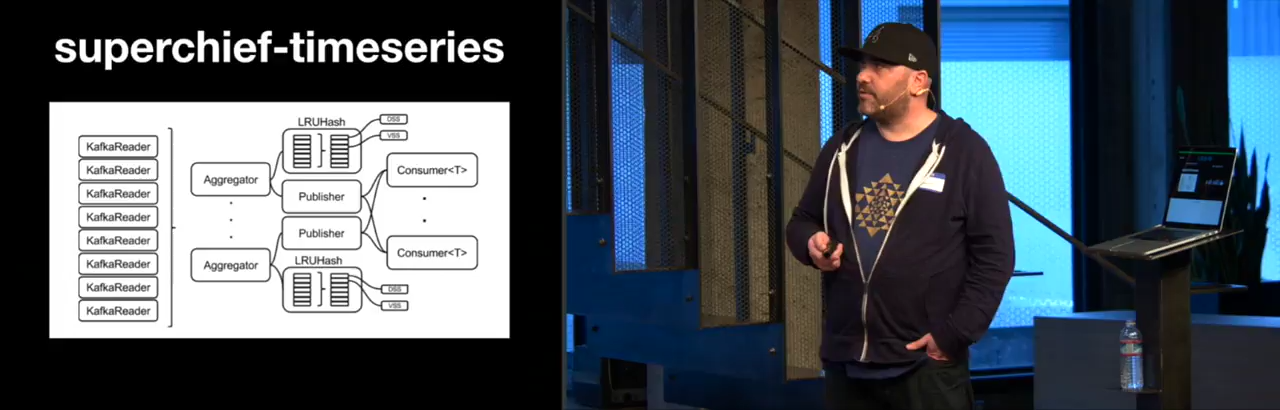 superchief-timeseries
KafkaReader
KafkaReader
KafkaReader
KafkaReader
KafkaReader
KafkaReader
KafkaReader
KafkaReader
Aggregator
Aggregator
LRUHash
DSS
VSS
Publisher
Publisher
LRUHash
DSS
VSS
Consumer<T>
Consumer<T>